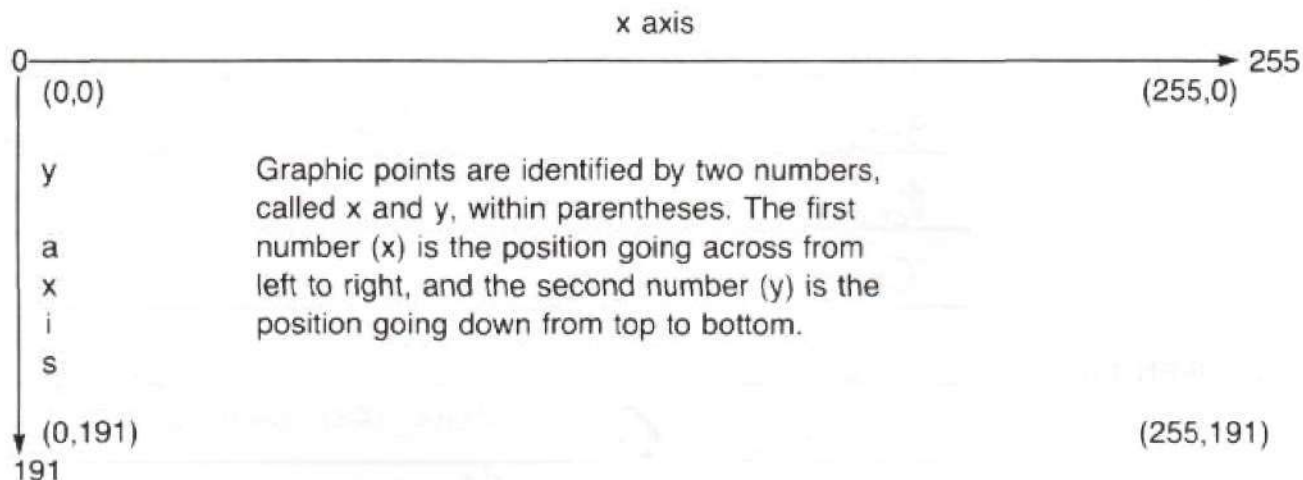 x axis
0 255
(0,0) (255,0)
y Graphic points are identified by two numbers,
called x and y, within parentheses. The first
a number (x) is the position going across from
x left to right, and the second number (y) is the
i position going down from top to bottom.
s
(0,191) (255,191)
191